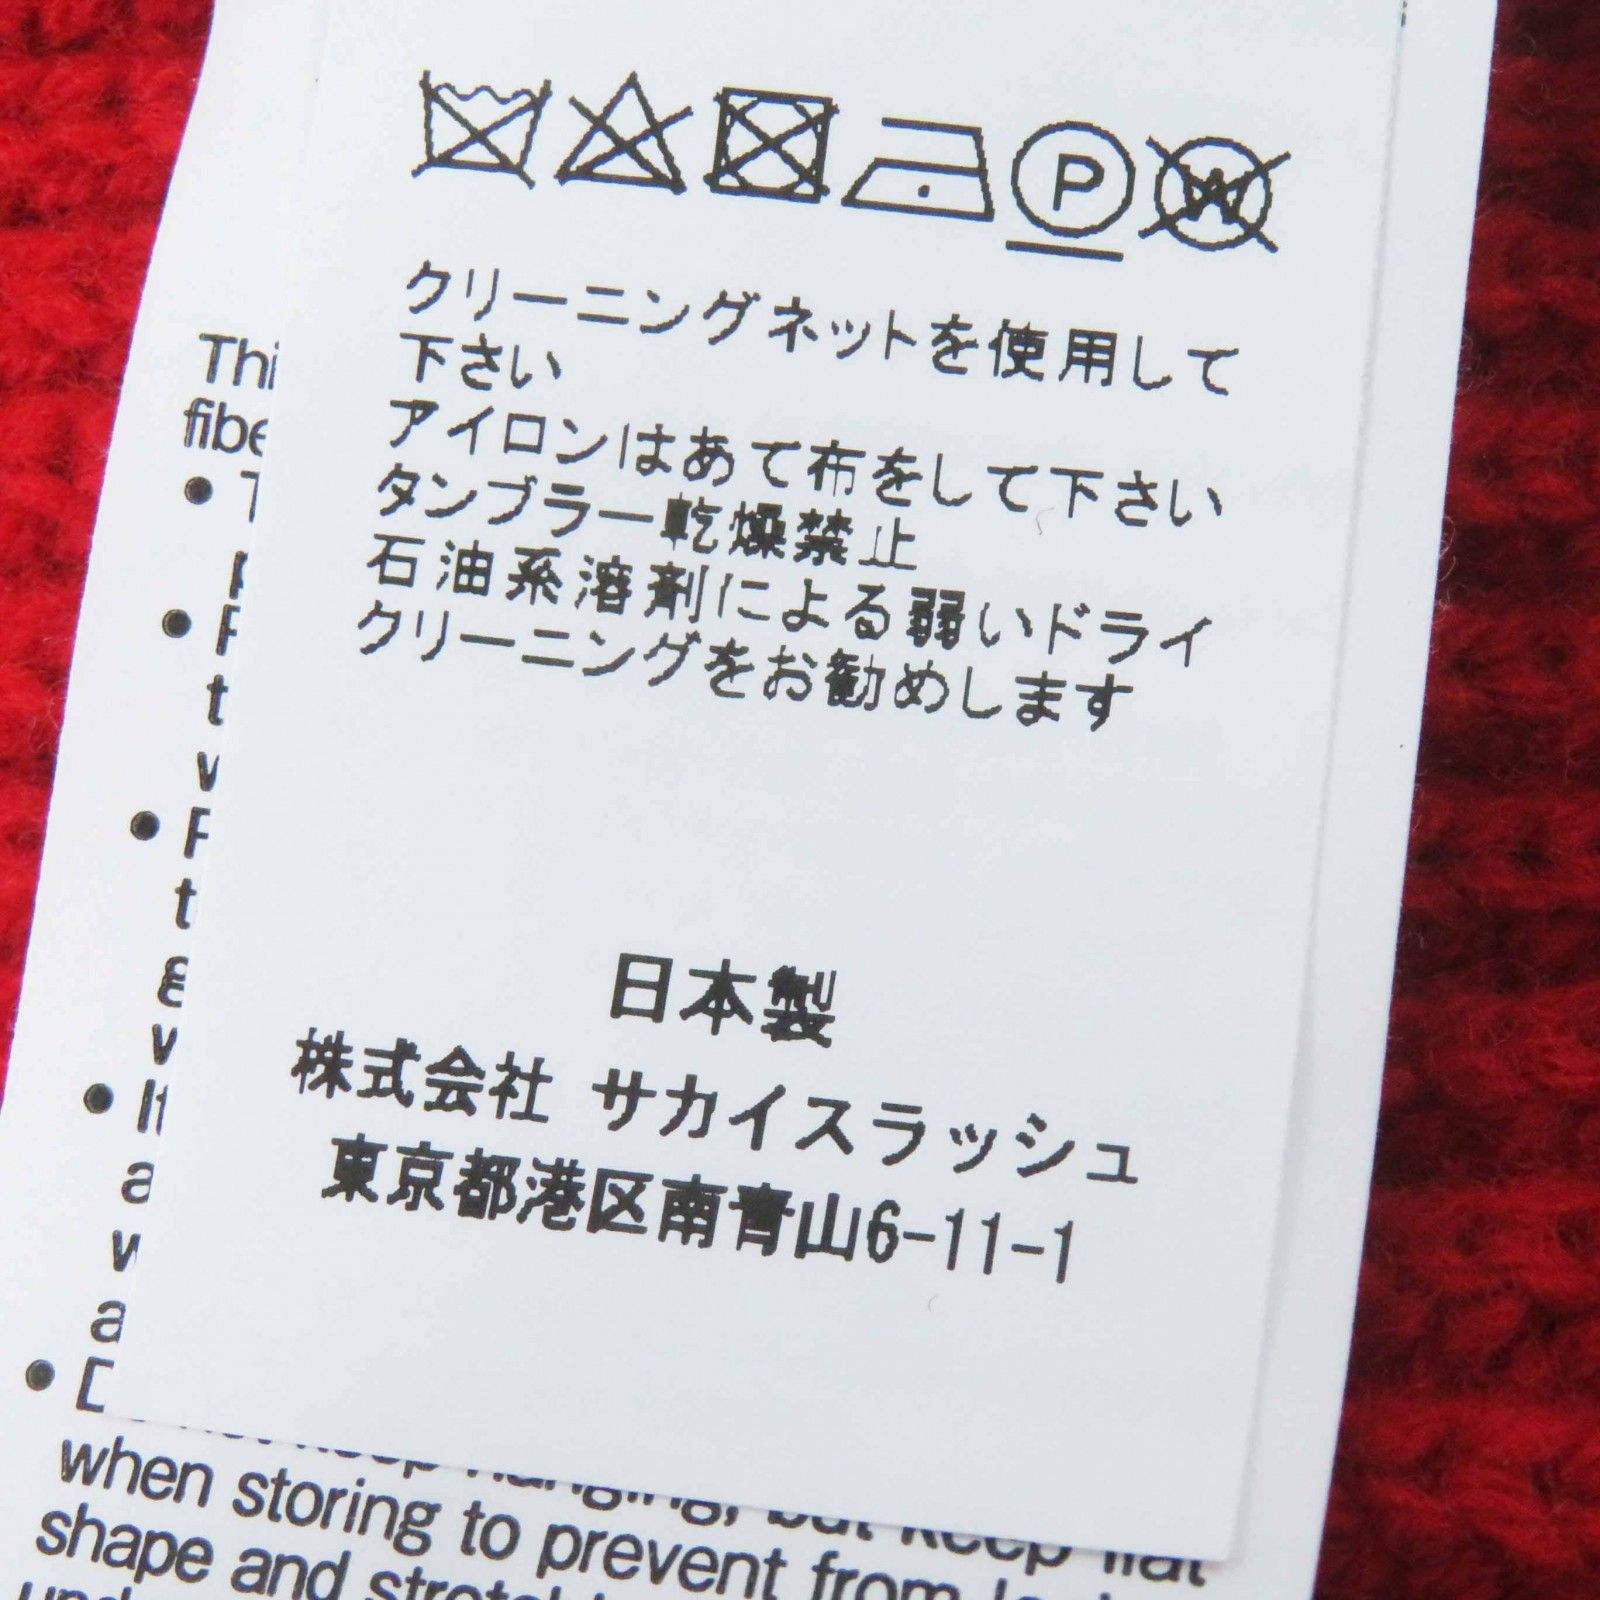 P W
クリーニングネットを使用して
下さい
アイロンはあて布をして下さい
タンブラー乾燥禁止
石油系溶剤による弱いドライ
クリーニングをお勧めします
日本製
株式会社 サカイスラッシュ
東京都港区南青山6-11-1
Thi
fibe
when storing to prevent from
shape and